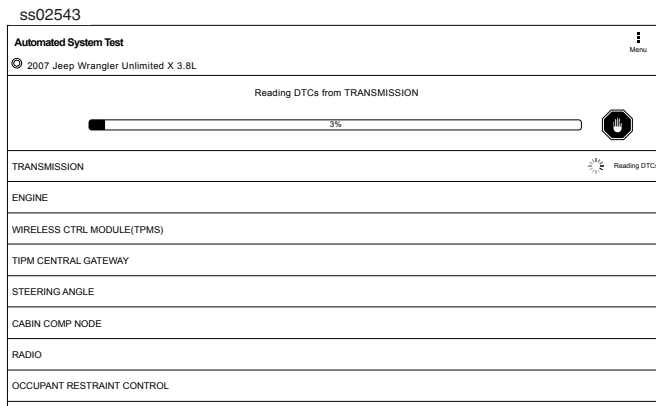 ss02543
Automated System Test
Menu
2007 Jeep Wrangler Unlimited X 3.8L
Reading DTCs from TRANSMISSION
3%
TRANSMISSION
Reading DTCs
ENGINE
WIRELESS CTRL MODULE(TPMS)
TIPM CENTRAL GATEWAY
STEERING ANGLE
CABIN COMP NODE
RADIO
OCCUPANT RESTRAINT CONTROL